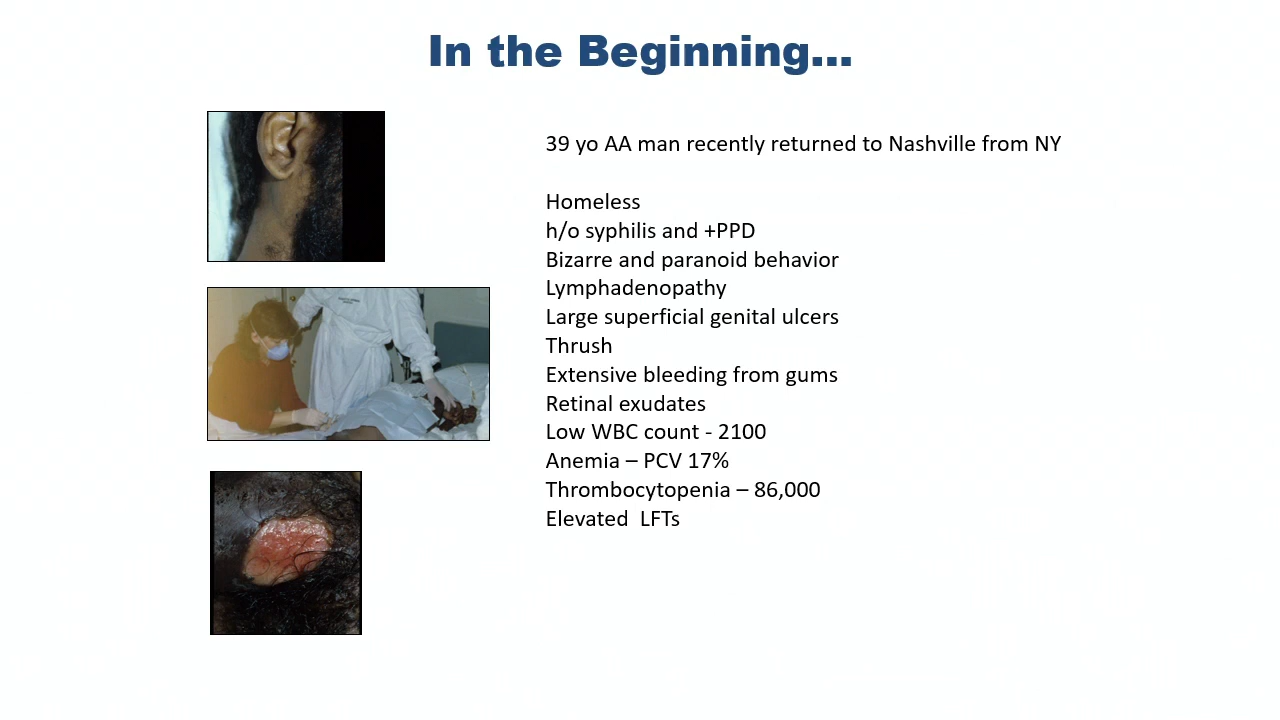 In the Beginning...
39 yo AA man recently returned to Nashville from NY
Homeless
h/o syphilis and +PPD
Bizarre and paranoid behavior
Lymphadenopathy
Large superficial genital ulcers
Thrush
Extensive bleeding from gums
Retinal exudates
Low WBC count - 2100
Anemia – PCV 17%
Thrombocytopenia – 86,000
Elevated  LFTs